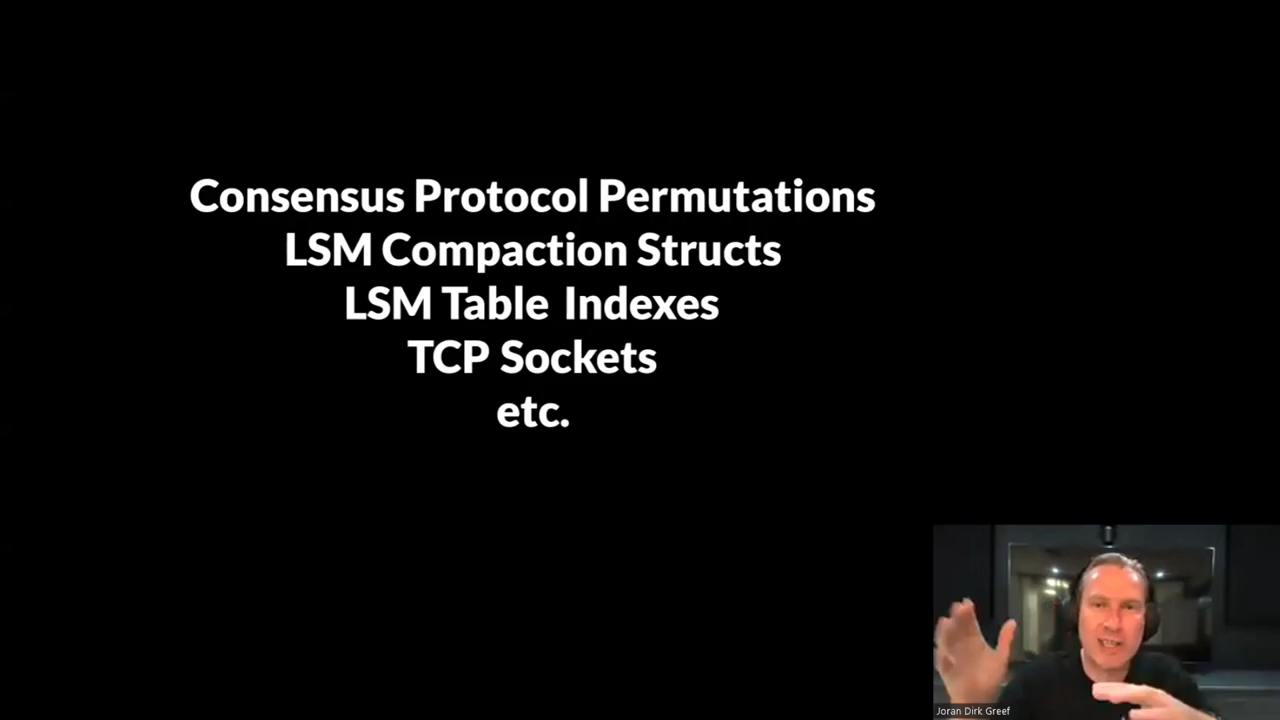 Consensus Protocol Permutations
LSM Compaction Structs
LSM Table Indexes
TCP Sockets
etc.
Joran Dirk Greef